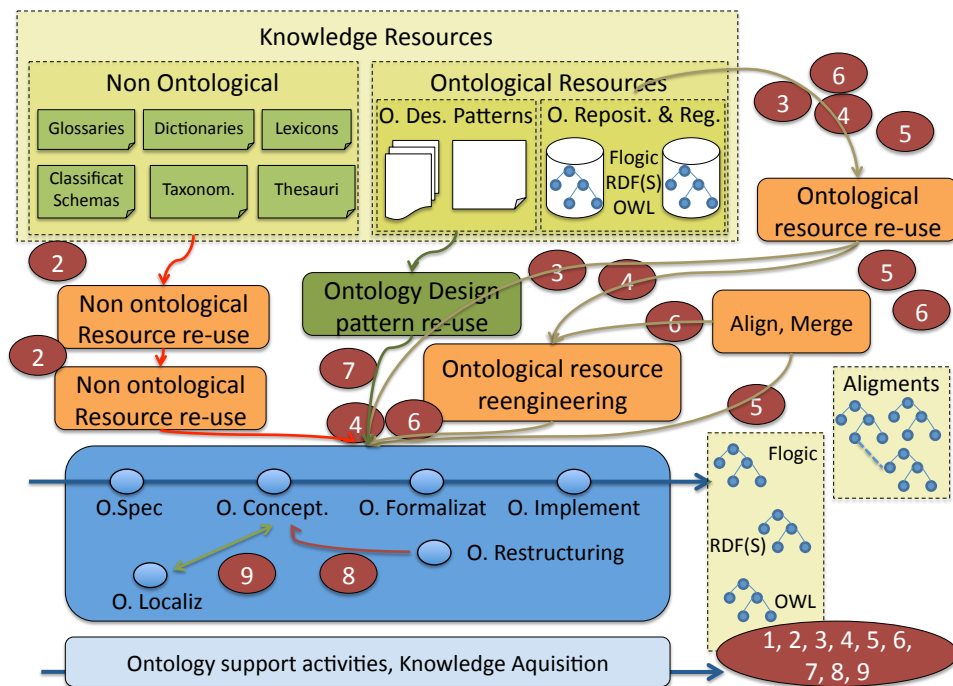 Knowledge Resources
Non Ontological
Glossaries
Dictionaries
Lexicons
Classificat
Schemas
Taxonom.
Thesauri
Ontological Resources
O. Des. Patterns
O. Reposit. & Reg.
Flogic
RDF(S)
OWL
6
3
4
5
Ontological
resource re-use
2
Non ontological
Resource re-use
2
Non ontological
Resource re-use
Ontology Design
pattern re-use
3
4
5
6
6
Align, Merge
7
Ontological resource
reengineering
4
6
5
Aligments
O.Spec
O. Concept.
O. Formalizat
O. Implement
O. Restructuring
9
8
O. Localiz
Flogic
RDF(S)
OWL
Ontology support activities, Knowledge Aquisition
1, 2, 3, 4, 5, 6,
7, 8, 9